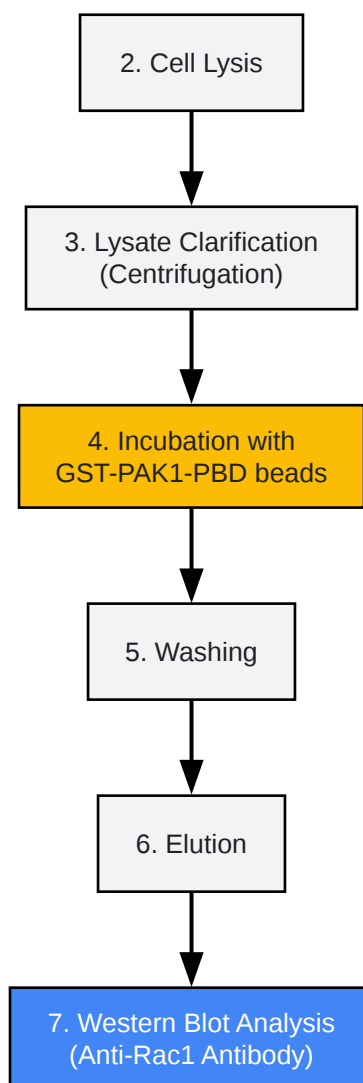 2. Cell Lysis
3. Lysate Clarification
(Centrifugation)
4. Incubation with
GST-PAK1-PBD beads
5. Washing
6. Elution
7. Western Blot Analysis
(Anti-Rac1 Antibody)